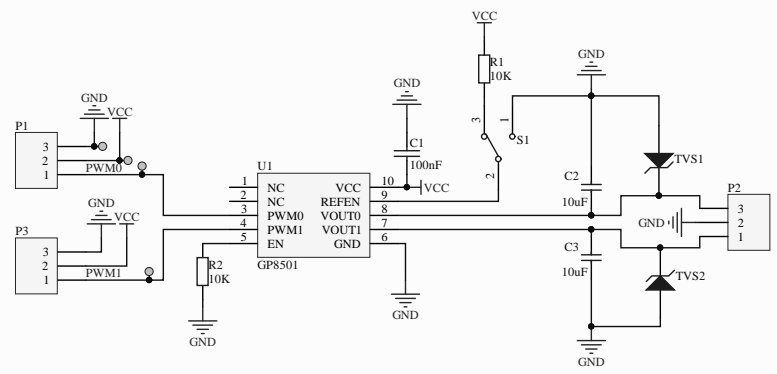 VCC
R1
10K
GND
3
1
S1
2
GND
C1
100nF
GND
VCC
P1
3
2
1
PWM0
U1
1
2
3
4
5
NC
NC
PWM0
PWM1
EN
VCC
REFEN
VOUT0
VOUT1
GND
10
9
8
7
6
GP8501
VCC
C2
10uF
TVS1
P2
3
2
1
GND
GND
VCC
P3
3
2
1
PWM1
R2
10K
GND
GND
C3
10uF
TVS2
GND